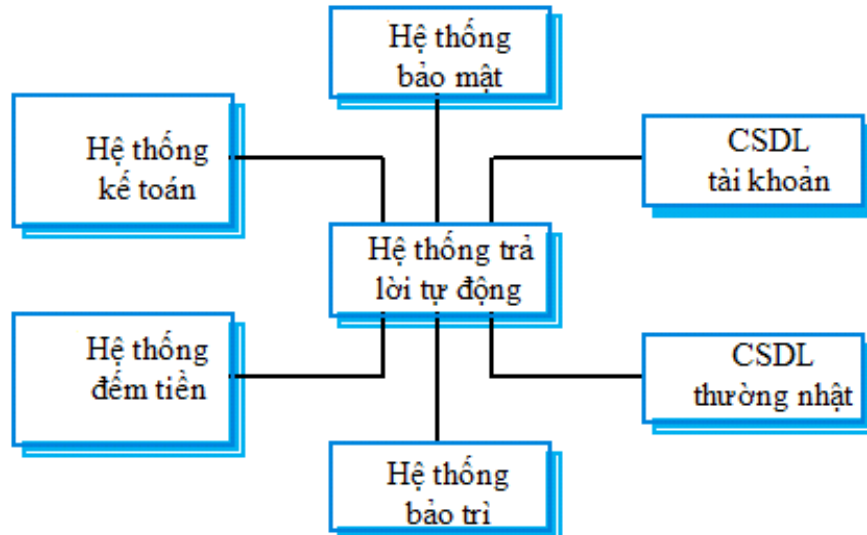 Hệ thống
bảo mật
Hệ thống
kế toán
CSDL
tài khoản
Hệ thống trả
lời tự động
Hệ thống
đếm tiền
CSDL
thường nhật
Hệ thống
bảo trì